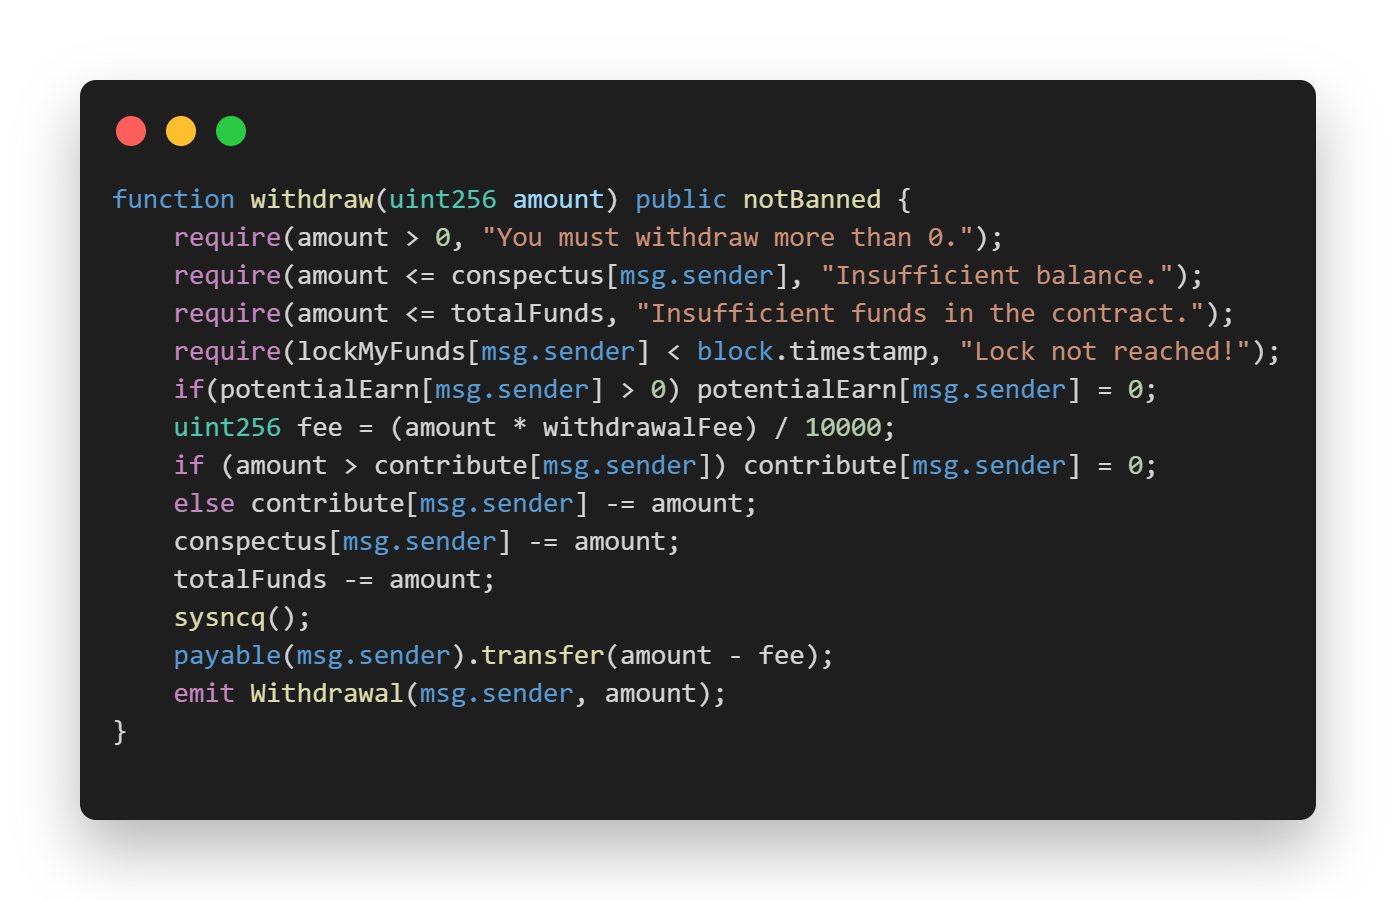 function withdraw(uint256 amount) public notBanned {
    require(amount > 0, "You must withdraw more than 0.");
    require(amount <= conspectus[msg.sender], "Insufficient balance.");
    require(amount <= totalFunds, "Insufficient funds in the contract.");
    require(lockMyFunds[msg.sender] < block.timestamp, "Lock not reached!");
    if(potentialEarn[msg.sender] > 0) potentialEarn[msg.sender] = 0;
    uint256 fee = (amount * withdrawalFee) / 10000;
    if (amount > contribute[msg.sender]) contribute[msg.sender] = 0;
    else contribute[msg.sender] -= amount;
    conspectus[msg.sender] -= amount;
    totalFunds -= amount;
    sysncq();
    payable(msg.sender).transfer(amount - fee);
    emit Withdrawal(msg.sender, amount);
}